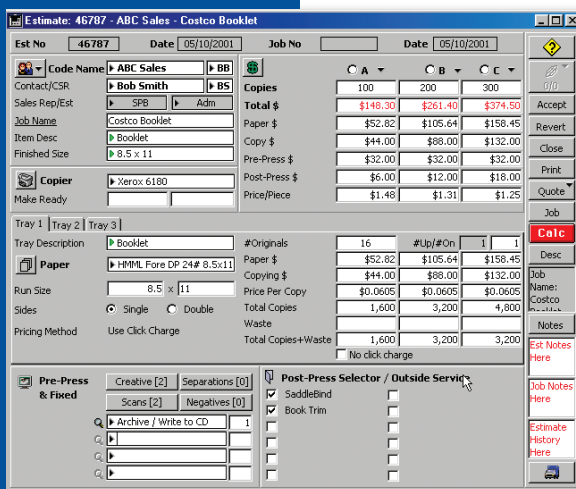 Estimate: 46787 - ABC Sales - Costco Booklet
Est No 46787 Date 05/10/2001 Job No Date 05/10/2001
Code Name ABC Sales BB
Contact/CSR Bob Smith BS
Sales Rep/Est SPB Adm
Job Name Costco Booklet
Item Desc Booklet
Finished Size 8.5 x 11
Copier Xerox 6180
Make Ready
A B C
Copies 100 200 300
Total $ $148.30 $261.40 $374.50
Paper $ $52.82 $105.64 $158.45
Copy $ $44.00 $88.00 $132.00
Pre-Press $ $32.00 $32.00 $32.00
Post-Press $ $6.00 $12.00 $18.00
Price/Piece $1.48 $1.31 $1.25
Tray 1 Tray 2 Tray 3
Tray Description Booklet
Paper HMML Fore DP 24# 8.5x11
Run Size 8.5 x 11
Sides Single Double
Pricing Method Use Click Charge
#Originals 16 #Up/#On 1 1
Paper $ $52.82 $105.64 $158.45
Copying $ $44.00 $88.00 $132.00
Price Per Copy $0.0605 $0.0605 $0.0605
Total Copies 1,600 3,200 4,800
Waste
Total Copies+Waste 1,600 3,200 3,200
No click charge
Pre-Press
& Fixed
Creative [2] Separations [0]
Scans [2] Negatives [0]
Archive / Write to CD 1
Post-Press Selector / Outside Service
SaddleBind
Book Trim
0/0
Accept
Revert
Close
Print
Quote
Job
Calc
Desc
Job
Name:
Costco
Notes
Est Notes
Here
Job Notes
Here
Estimate
History
Here